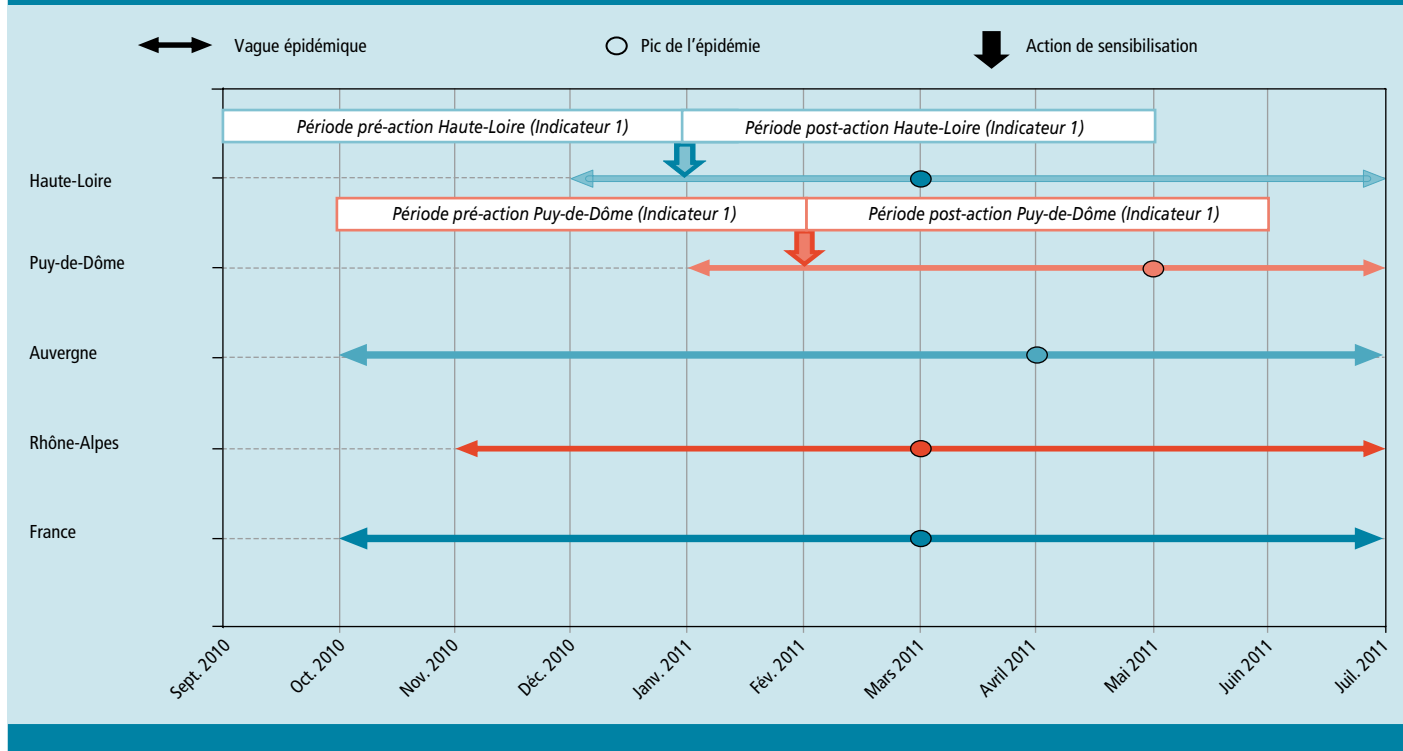 Vague épidémique
Pic de l'épidémie
Action de sensibilisation
Période pré-action Haute-Loire (Indicateur 1)
Période post-action Haute-Loire (Indicateur 1)
Haute-Loire
Période pré-action Puy-de-Dôme (Indicateur 1)
Période post-action Puy-de-Dôme (Indicateur 1)
Puy-de-Dôme
Auvergne
Rhône-Alpes
France
Sept. 2010
Oct. 2010
Nov. 2010
Déc. 2010
Janv. 2011
Fév. 2011
Mars 2011
Avril 2011
Mai 2011
Juin 2011
Juil. 2011